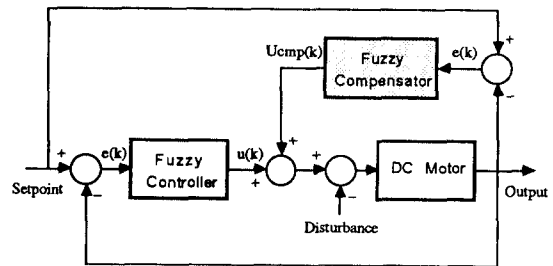 +
Ucmp(k)
Fuzzy
Compensator
e(k)
−
+
+
e(k)
Fuzzy
Controller
u(k)
+
+
DC Motor
Setpoint
−
−
Output
Disturbance